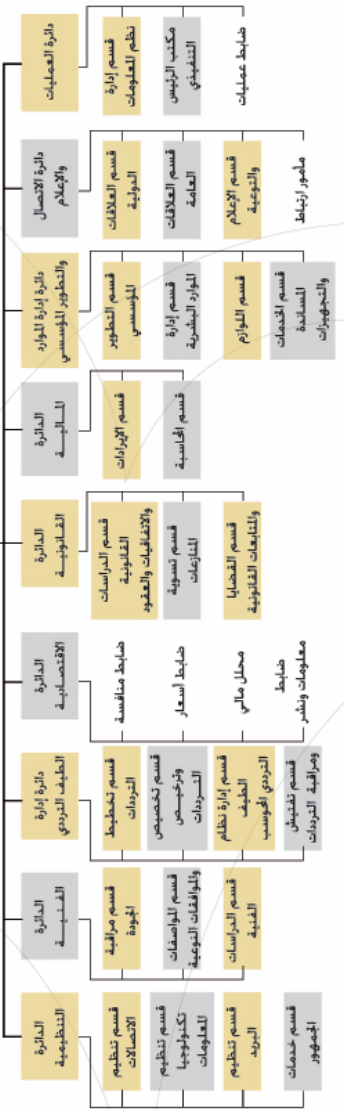 دائرة العمليات
قسم إدارة
نظم المعلومات
مكتب الرئيس
التنفيذي
ضابط عمليات
دائرة الاتصال
والإعلام
قسم العلاقات
الدولية
قسم العلاقات
العامة
قسم الإعلام
والتوعية
مأمور ارتباط
دائرة إدارة الموارد
والتطوير المؤسسي
قسم التطوير
المؤسسي
قسم إدارة
الموارد البشرية
قسم اللوازم
قسم الخدمات
المساندة
والتجهيزات
الدائرة
المالية
قسم الإيرادات
قسم المحاسبة
الدائرة
القانونية
قسم الدراسات
القانونية
والاتفاقيات والعقود
قسم تسوية
المنازعات
قسم القضايا
والمتابعات القانونية
الدائرة
الاقتصادية
ضابط منافسة
ضابط اسعار
محلل مالي
ضابط
معلومات ونشر
دائرة إدارة
الطيف الترددي
قسم تخطيط
الترددات
قسم تخصيص
وترخيص
الترددات
قسم إدارة نظام
الطيف
الترددي المحوسب
قسم تفتيش
ومراقبة الترددات
الدائرة
الفنية
قسم مراقبة
الجودة
قسم المواصفات
والموافقات النوعية
قسم الدراسات
الفنية
الدائرة
التنظيمية
قسم تنظيم
الاتصالات
قسم تنظيم
تكنولوجيا
المعلومات
قسم تنظيم
البريد
قسم خدمات
الجمهور